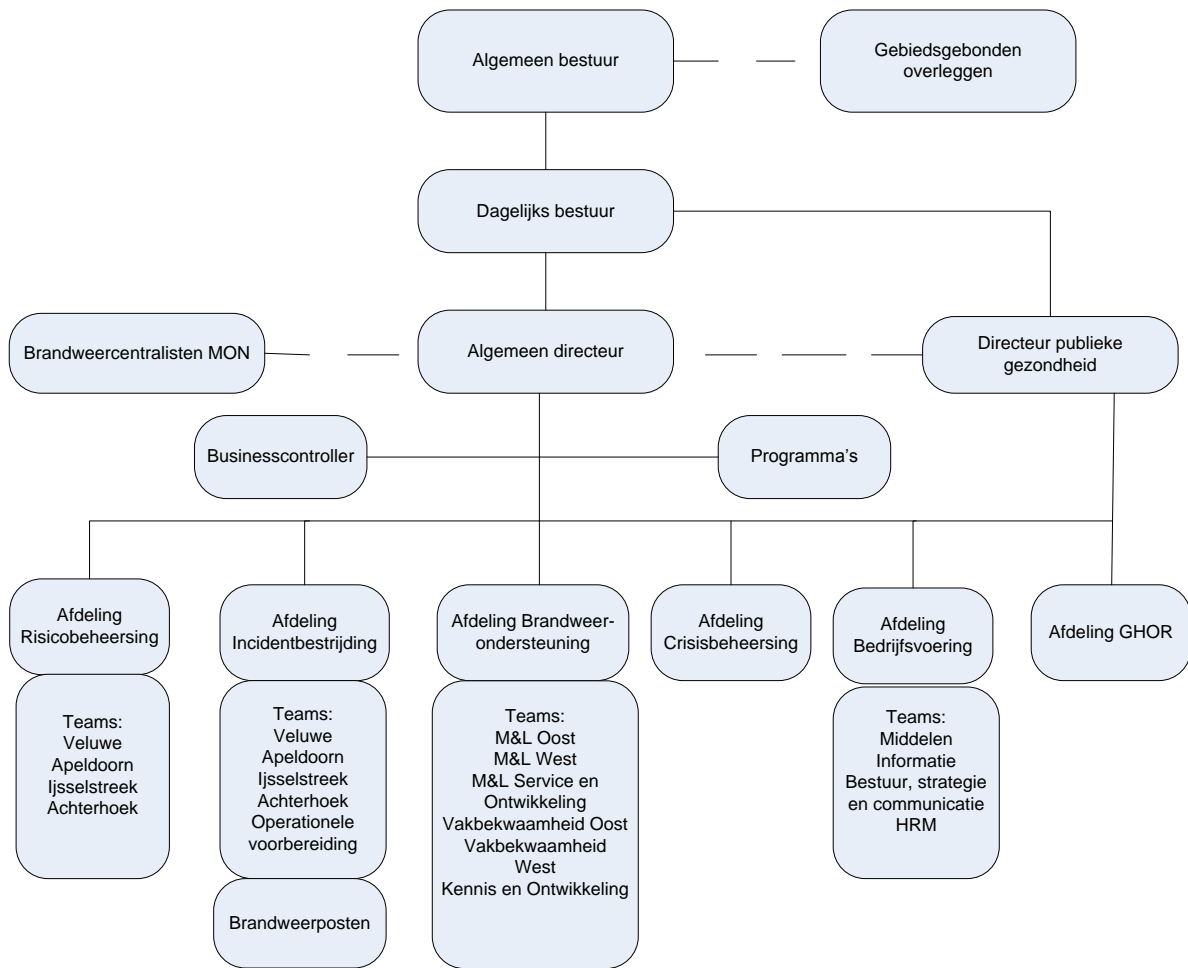 Algemeen bestuur
Gebiedsgebonden
overleggen
Dagelijks bestuur
Brandweercentralisten MON
Algemeen directeur
Directeur publieke
gezondheid
Businesscontroller
Programma's
Afdeling
Risicobeheersing
Afdeling
Incidentbestrijding
Afdeling Brandweer-
ondersteuning
Afdeling
Crisisbeheersing
Afdeling
Bedrijfsvoering
Afdeling GHOR
Teams:
Veluwe
Apeldoorn
Ijsselstreek
Achterhoek
Teams:
Veluwe
Apeldoorn
Ijsselstreek
Achterhoek
Operationele
voorbereiding
Brandweerposten
Teams:
M&L Oost
M&L West
M&L Service en
Ontwikkeling
Vakbekwaamheid Oost
Vakbekwaamheid
West
Kennis en Ontwikkeling
Teams:
Middelen
Informatie
Bestuur, strategie
en communicatie
HRM